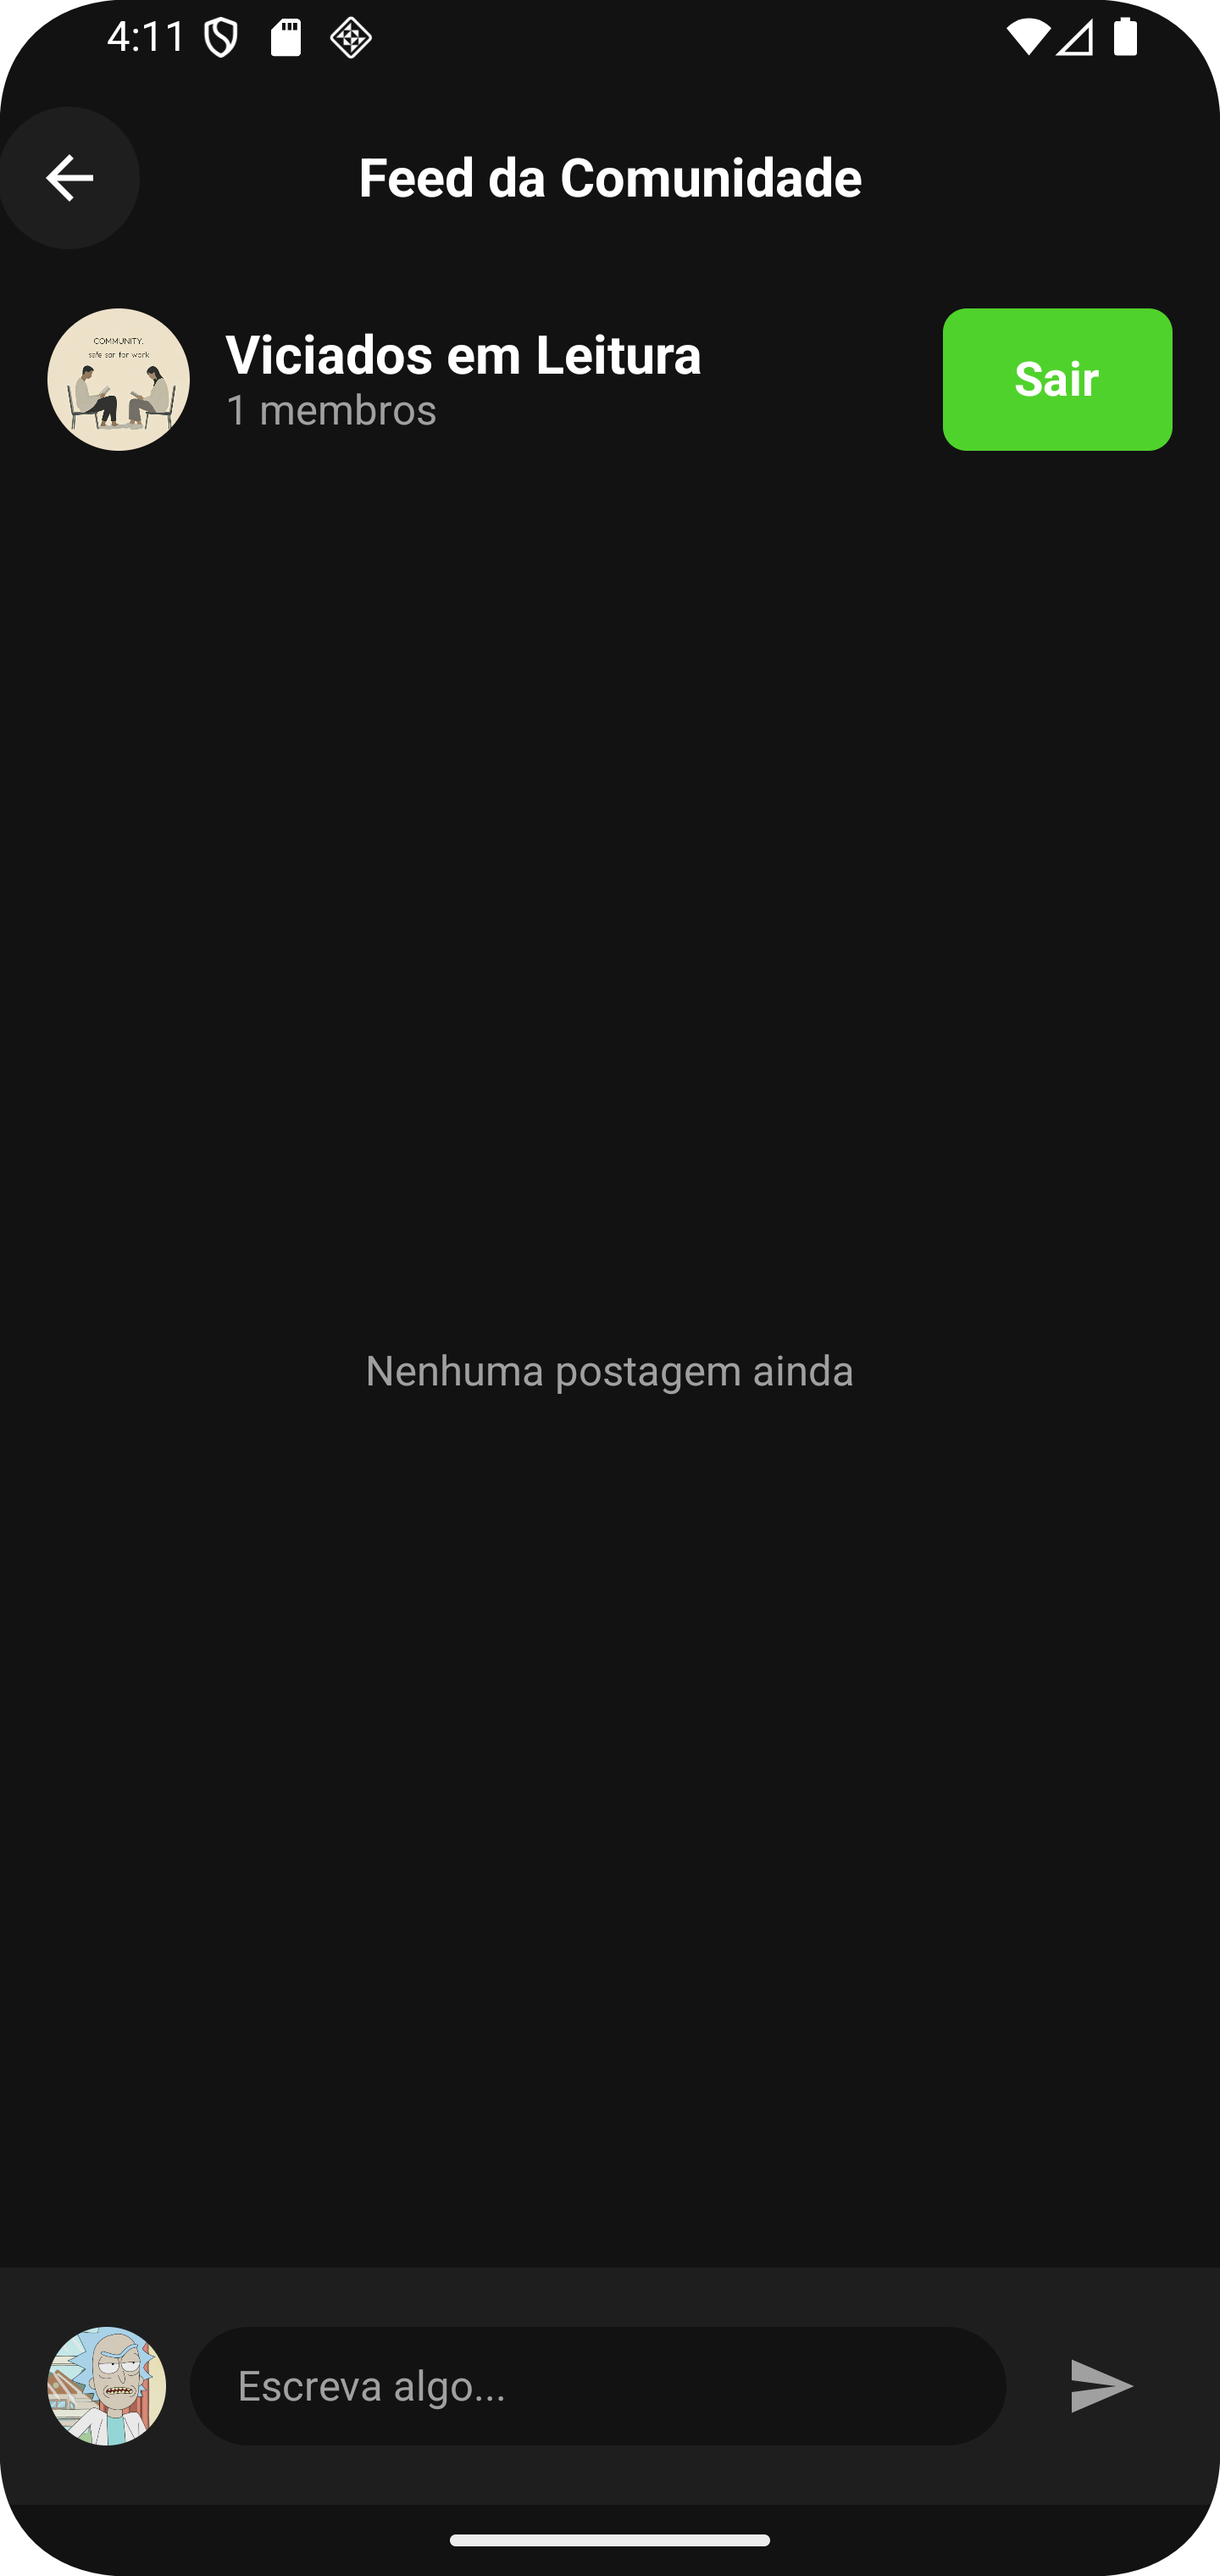 4:11
Feed da Comunidade
COMMUNITY.
safe sar for work
Viciados em Leitura
1 membros
Sair
Nenhuma postagem ainda
Escreva algo...